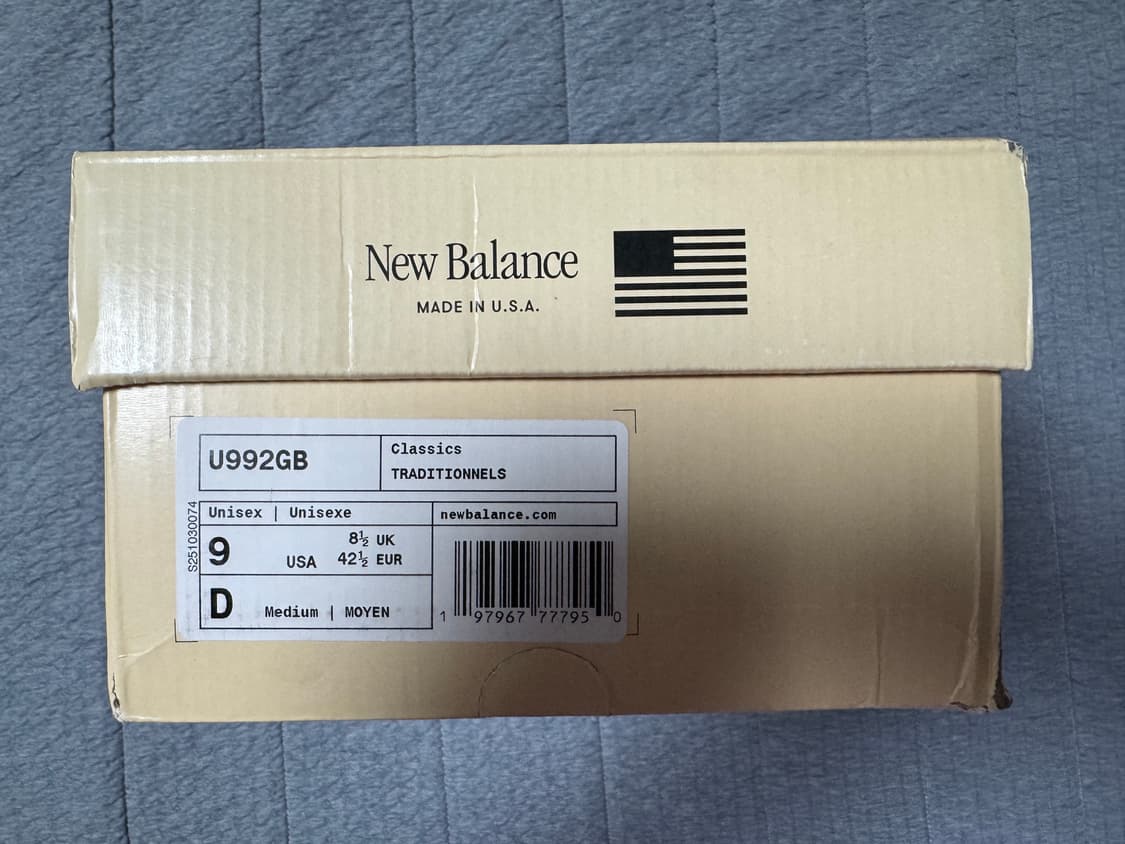 New Balance
MADE IN U.S.A.
U992GB
Classics
TRADITIONNELS
S251030074
Unisex | Unisexe
newbalance.com
9 USA 8½ UK
42½ EUR
D Medium | MOYEN
1 97967 77795 0